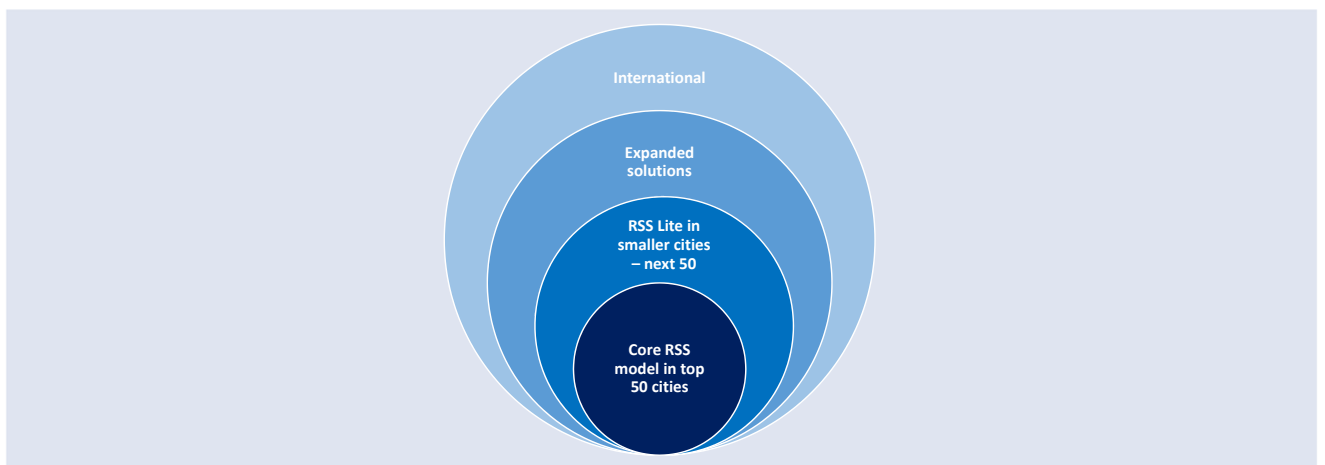 International
Expanded
solutions
RSS Lite in
smaller cities
– next 50
Core RSS
model in top
50 cities